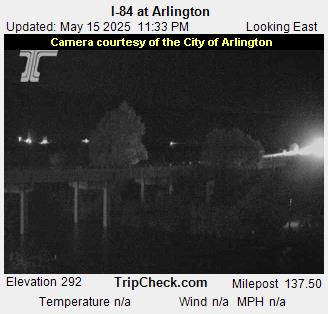 I-84 at Arlington
Updated: May 15 2025 11:33 PM Looking East
Camera courtesy of the City of Arlington
Elevation 292 TripCheck.com Milepost 137.50
Temperature n/a Wind n/a MPH n/a